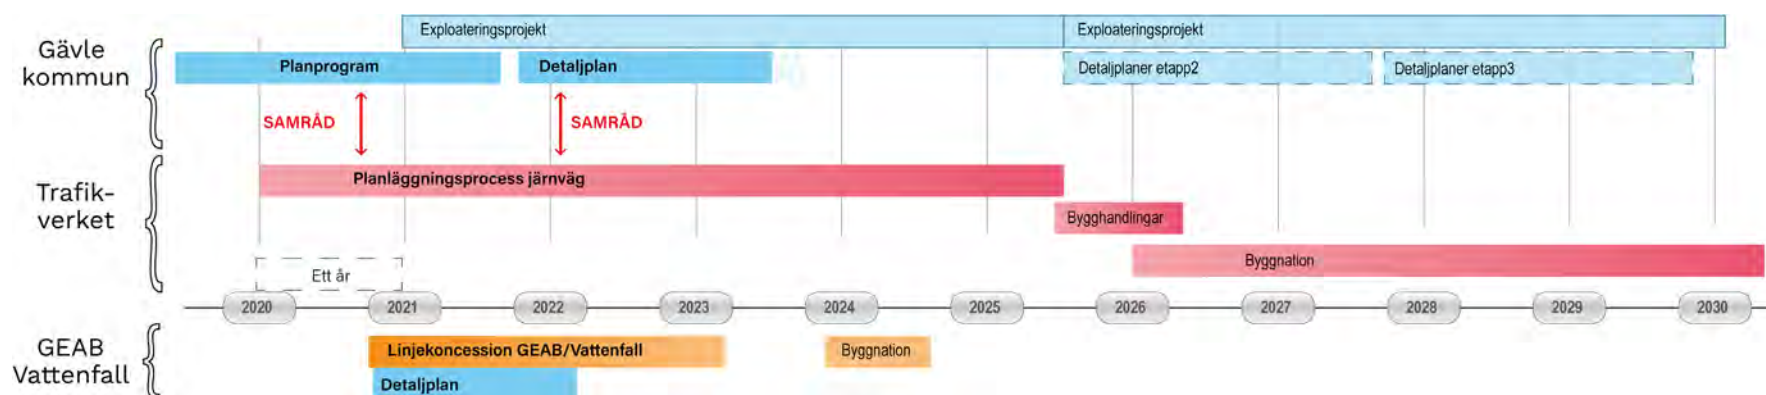 Exploateringsprojekt
Exploateringsprojekt
Gävle
kommun
Planprogram
Detaljplan
Detaljplaner etapp2
Detaljplaner etapp3
SAMRÅD
SAMRÅD
Trafik-
verket
Planläggningsprocess järnväg
Bygghandlingar
Byggnation
Ett år
2020
2021
2022
2023
2024
2025
2026
2027
2028
2029
2030
GEAB
Vattenfall
Linjekoncession GEAB/Vattenfall
Byggnation
Detaljplan